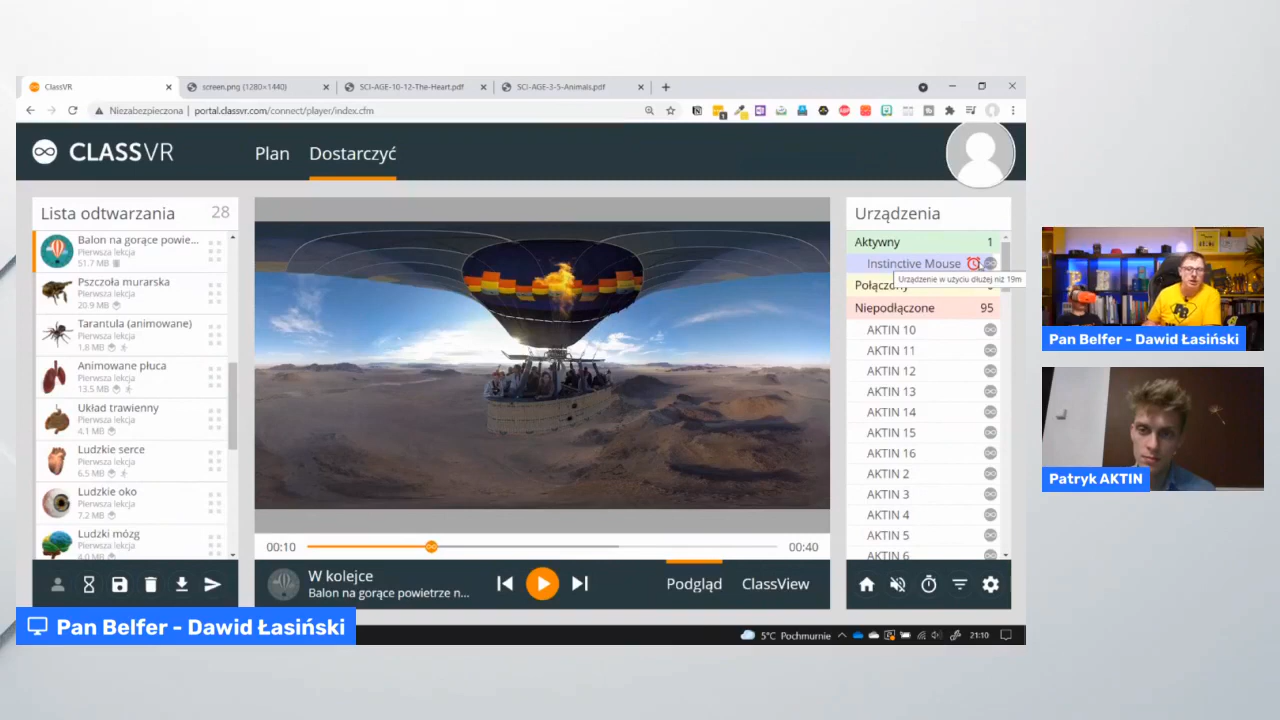 ClassVR
screen.png (1280×1440)
SCI-AGE-10-12-The-Heart.pdf
SCI-AGE-3-5-Animals.pdf
Niezabezpieczona
portal.classvr.com/connect/player/index.cfm
CLASSVR
Plan
Dostarczyć
Lista odtwarzania 28
Balon na gorące powie...
Pierwsza lekcja
51.7 MB
Pszczoła murarska
Pierwsza lekcja
20.9 MB
Tarantula (animowane)
Pierwsza lekcja
1.8 MB
Animowane płuca
Pierwsza lekcja
13.5 MB
Układ trawienny
Pierwsza lekcja
4.1 MB
Ludzkie serce
Pierwsza lekcja
6.5 MB
Ludzkie oko
Pierwsza lekcja
7.2 MB
Ludzki mózg
Pierwsza lekcja
4.0 MB
00:10
00:40
W kolejce
Balon na gorące powietrze n...
Podgląd
ClassView
Urządzenia
Aktywny 1
Instinctive Mouse
Urządzenie w użyciu dłużej niż 19m
Niepodłączone 95
AKTIN 10
AKTIN 11
AKTIN 12
AKTIN 13
AKTIN 14
AKTIN 15
AKTIN 16
AKTIN 2
AKTIN 3
AKTIN 4
AKTIN 5
AKTIN 6
5°C Pochmurnie
21:10
Pan Belfer - Dawid Łasiński
Pan Belfer - Dawid Łasiński
Patryk AKTIN